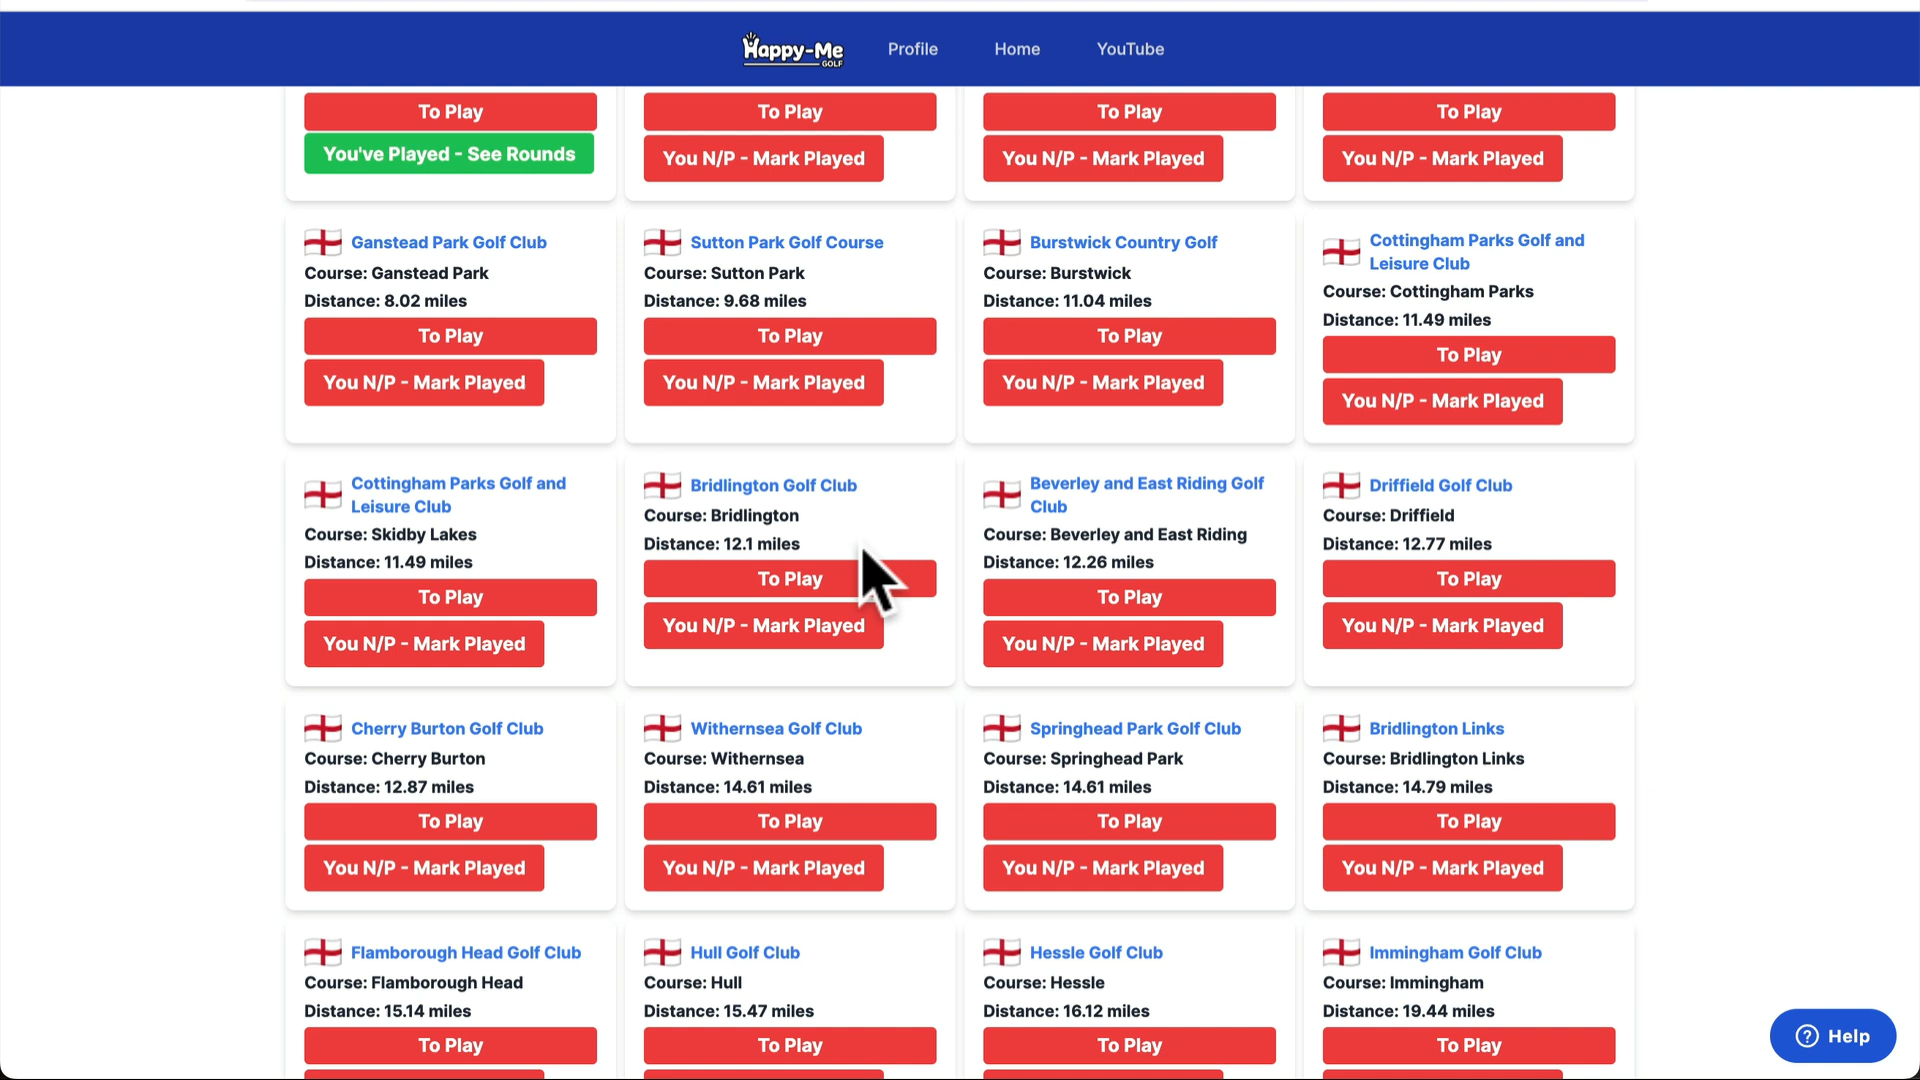 Happy-Me
GOLF
Profile
Home
YouTube
To Play
To Play
To Play
To Play
You've Played - See Rounds
You N/P - Mark Played
You N/P - Mark Played
You N/P - Mark Played
Ganstead Park Golf Club
Course: Ganstead Park
Distance: 8.02 miles
To Play
You N/P - Mark Played
Sutton Park Golf Course
Course: Sutton Park
Distance: 9.68 miles
To Play
You N/P - Mark Played
Burstwick Country Golf
Course: Burstwick
Distance: 11.04 miles
To Play
You N/P - Mark Played
Cottingham Parks Golf and
Leisure Club
Course: Cottingham Parks
Distance: 11.49 miles
To Play
You N/P - Mark Played
Cottingham Parks Golf and
Leisure Club
Course: Skidby Lakes
Distance: 11.49 miles
To Play
You N/P - Mark Played
Bridlington Golf Club
Course: Bridlington
Distance: 12.1 miles
To Play
You N/P - Mark Played
Beverley and East Riding Golf
Club
Course: Beverley and East Riding
Distance: 12.26 miles
To Play
You N/P - Mark Played
Driffield Golf Club
Course: Driffield
Distance: 12.77 miles
To Play
You N/P - Mark Played
Cherry Burton Golf Club
Course: Cherry Burton
Distance: 12.87 miles
To Play
You N/P - Mark Played
Withernsea Golf Club
Course: Withernsea
Distance: 14.61 miles
To Play
You N/P - Mark Played
Springhead Park Golf Club
Course: Springhead Park
Distance: 14.61 miles
To Play
You N/P - Mark Played
Bridlington Links
Course: Bridlington Links
Distance: 14.79 miles
To Play
You N/P - Mark Played
Flamborough Head Golf Club
Course: Flamborough Head
Distance: 15.14 miles
To Play
Hull Golf Club
Course: Hull
Distance: 15.47 miles
To Play
Hessle Golf Club
Course: Hessle
Distance: 16.12 miles
To Play
Immingham Golf Club
Course: Immingham
Distance: 19.44 miles
To Play
? Help